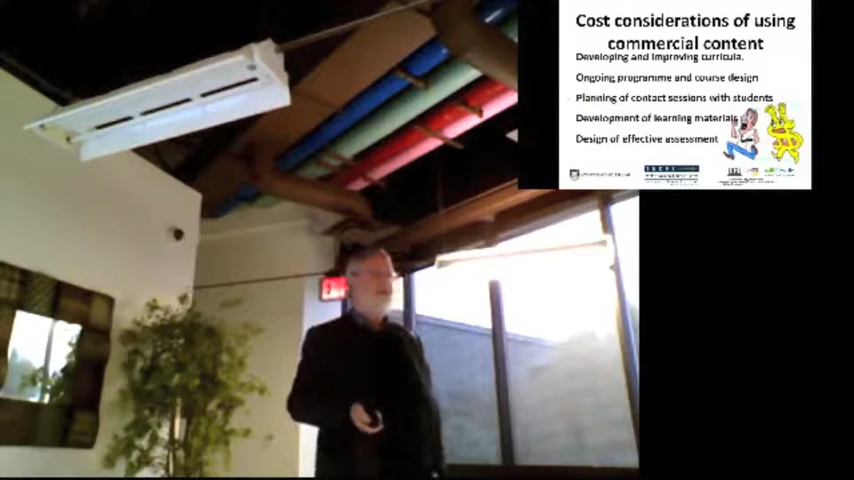 Cost considerations of using
commercial content
Developing and improving curricula.
Ongoing programme and course design
Planning of contact sessions with students
Development of learning materials
Design of effective assessment